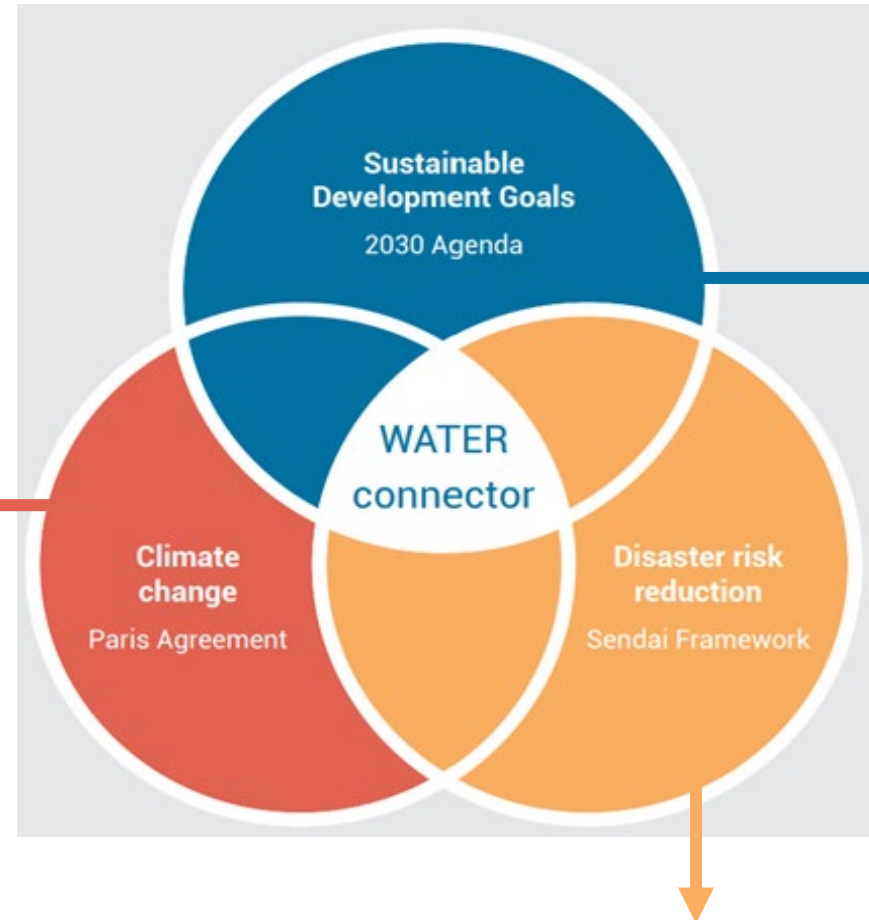 Sustainable
Development Goals
2030 Agenda
WATER
connector
Climate
change
Paris Agreement
Disaster risk
reduction
Sendai Framework